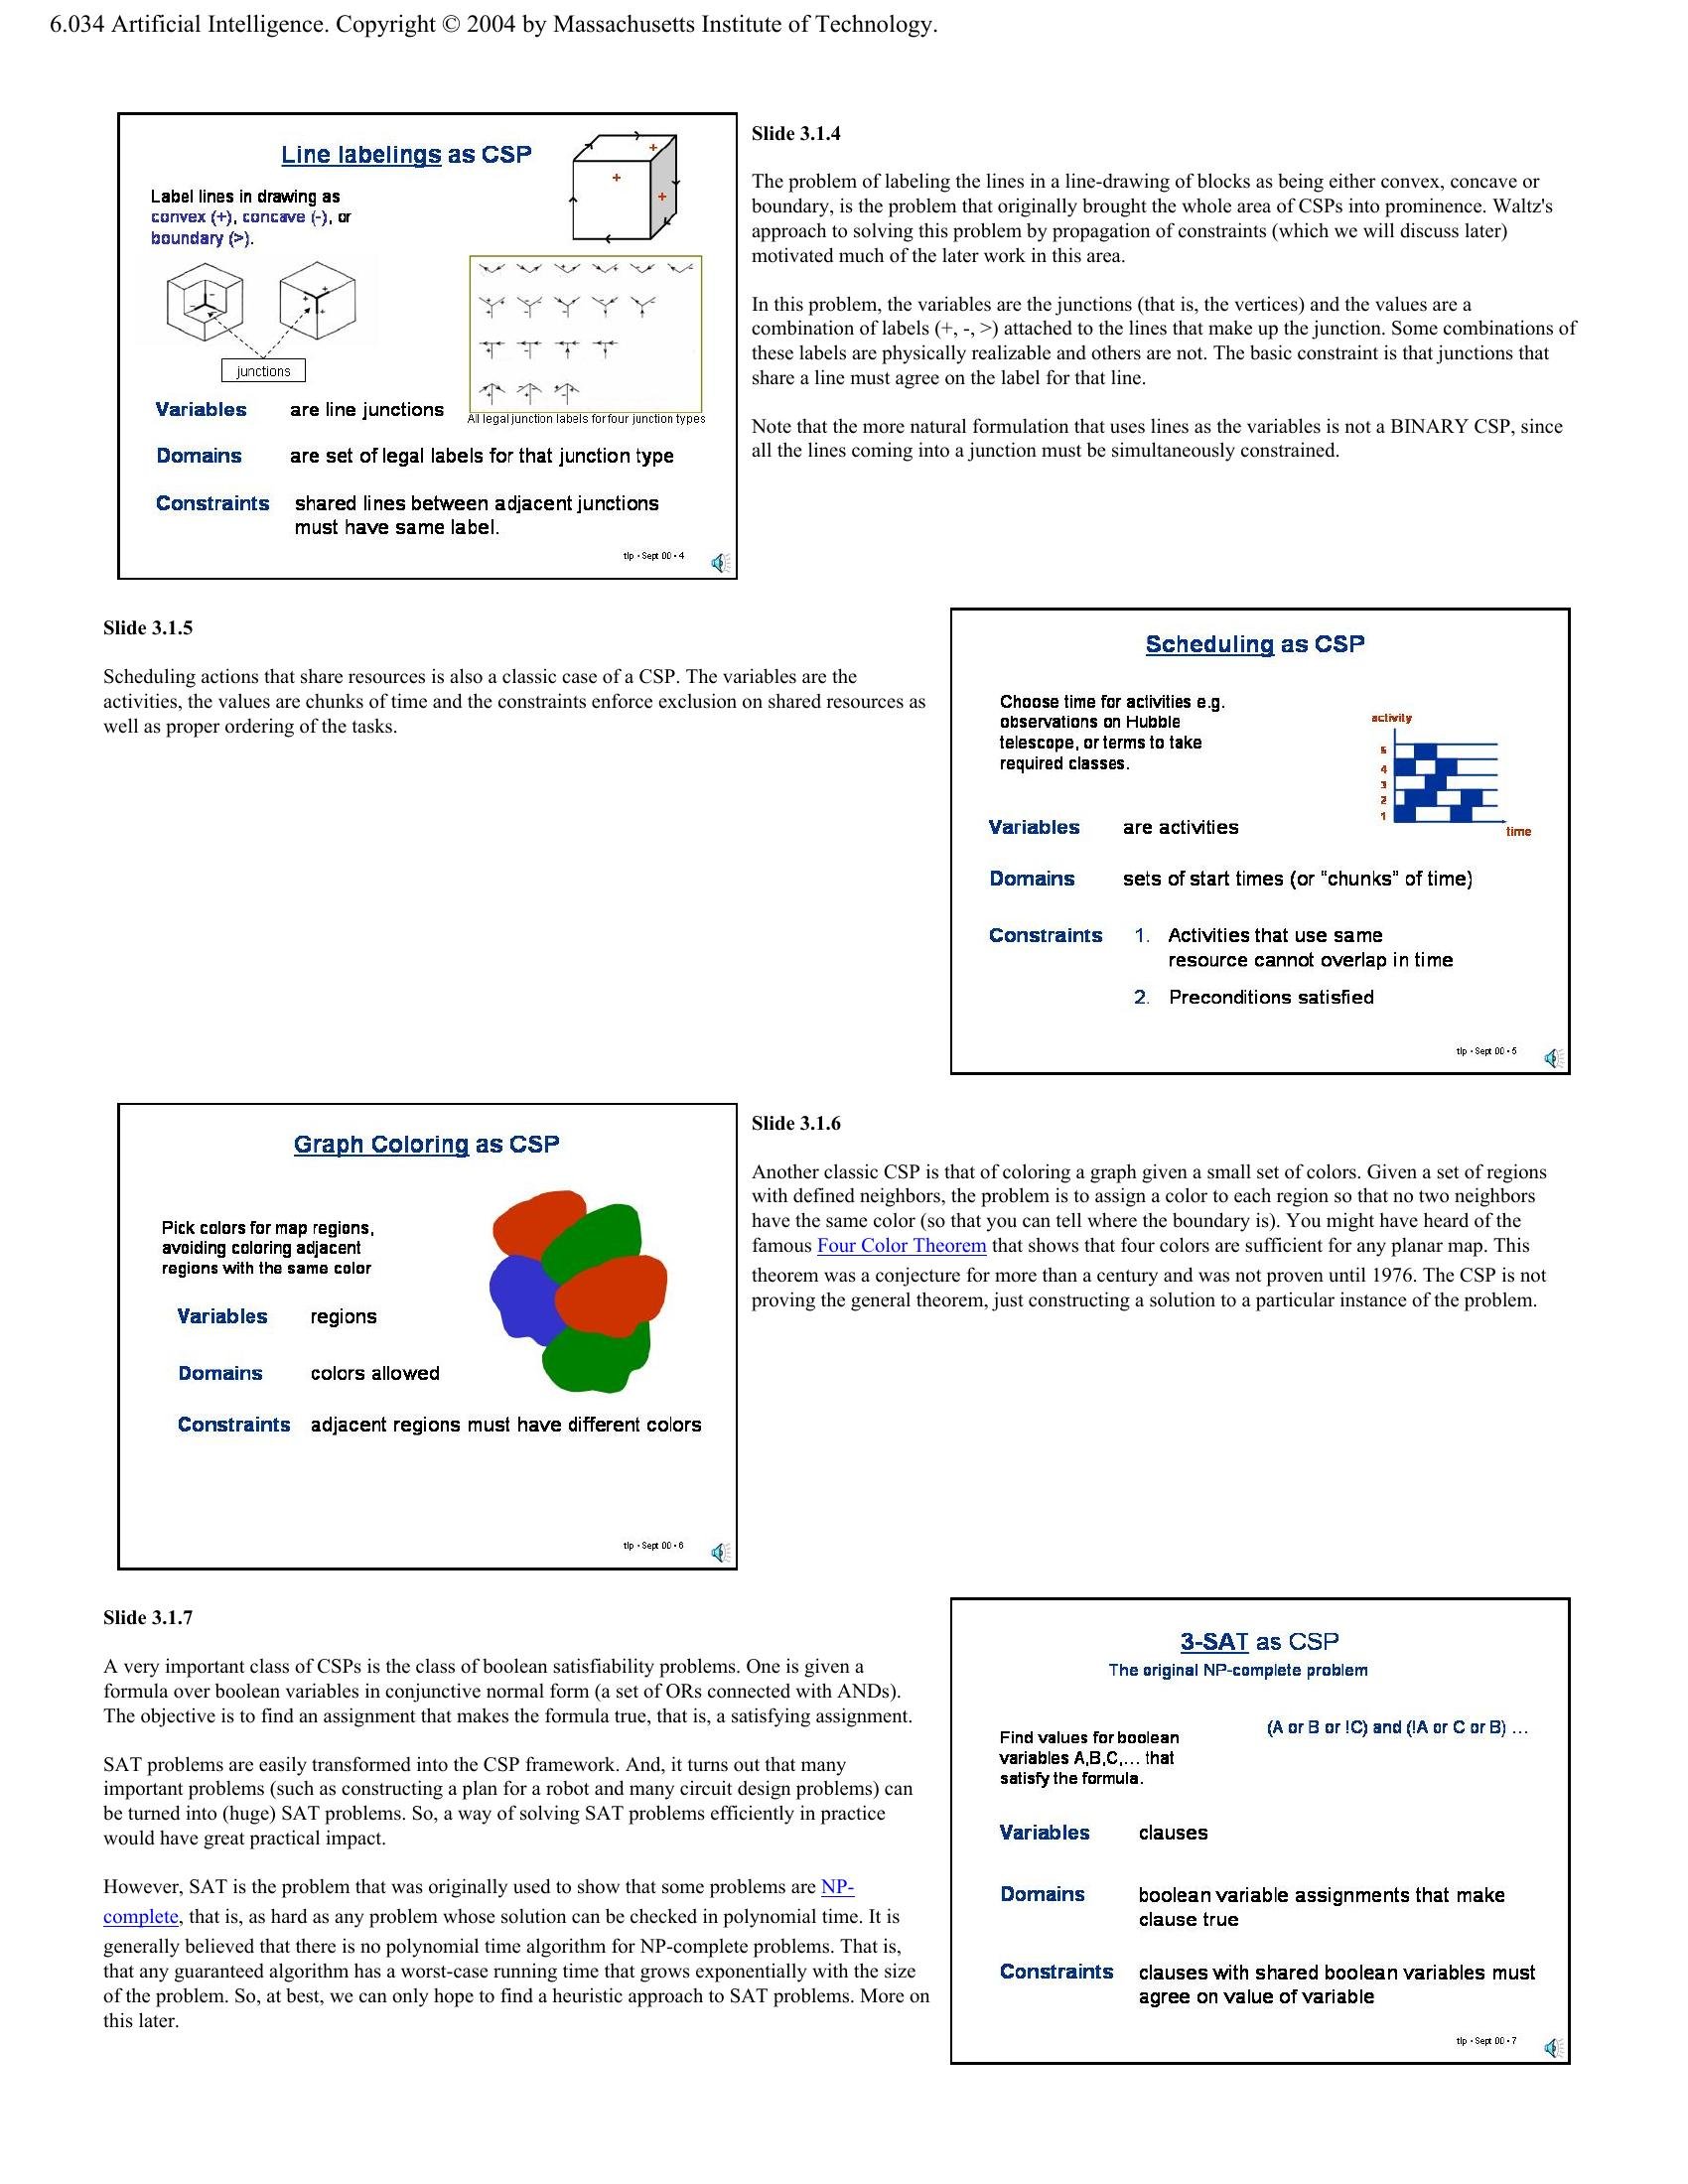 6.034 Artificial Intelligence. Copyright © 2004 by Massachusetts Institute of Technology.
Line labelings as CSP
Label lines in drawing as
convex (+), concave (-), or
boundary (>).
junctions
All legal junction labels for four junction types
Variables are line junctions
Domains are set of legal labels for that junction type
Constraints shared lines between adjacent junctions
must have same label.
tlp • Sept 00 • 4
Slide 3.1.4
The problem of labeling the lines in a line-drawing of blocks as being either convex, concave or
boundary, is the problem that originally brought the whole area of CSPs into prominence. Waltz's
approach to solving this problem by propagation of constraints (which we will discuss later)
motivated much of the later work in this area.
In this problem, the variables are the junctions (that is, the vertices) and the values are a
combination of labels (+, -, >) attached to the lines that make up the junction. Some combinations of
these labels are physically realizable and others are not. The basic constraint is that junctions that
share a line must agree on the label for that line.
Note that the more natural formulation that uses lines as the variables is not a BINARY CSP, since
all the lines coming into a junction must be simultaneously constrained.
Slide 3.1.5
Scheduling actions that share resources is also a classic case of a CSP. The variables are the
activities, the values are chunks of time and the constraints enforce exclusion on shared resources as
well as proper ordering of the tasks.
Scheduling as CSP
Choose time for activities e.g.
observations on Hubble
telescope, or terms to take
required classes.
activity
5
4
3
2
1
time
Variables are activities
Domains sets of start times (or "chunks" of time)
Constraints 1. Activities that use same
resource cannot overlap in time
2. Preconditions satisfied
tlp • Sept 00 • 5
Graph Coloring as CSP
Pick colors for map regions,
avoiding coloring adjacent
regions with the same color
Variables regions
Domains colors allowed
Constraints adjacent regions must have different colors
tlp • Sept 00 • 6
Slide 3.1.6
Another classic CSP is that of coloring a graph given a small set of colors. Given a set of regions
with defined neighbors, the problem is to assign a color to each region so that no two neighbors
have the same color (so that you can tell where the boundary is). You might have heard of the
famous Four Color Theorem that shows that four colors are sufficient for any planar map. This
theorem was a conjecture for more than a century and was not proven until 1976. The CSP is not
proving the general theorem, just constructing a solution to a particular instance of the problem.
Slide 3.1.7
A very important class of CSPs is the class of boolean satisfiability problems. One is given a
formula over boolean variables in conjunctive normal form (a set of ORs connected with ANDs).
The objective is to find an assignment that makes the formula true, that is, a satisfying assignment.
SAT problems are easily transformed into the CSP framework. And, it turns out that many
important problems (such as constructing a plan for a robot and many circuit design problems) can
be turned into (huge) SAT problems. So, a way of solving SAT problems efficiently in practice
would have great practical impact.
However, SAT is the problem that was originally used to show that some problems are NP-
complete, that is, as hard as any problem whose solution can be checked in polynomial time. It is
generally believed that there is no polynomial time algorithm for NP-complete problems. That is,
that any guaranteed algorithm has a worst-case running time that grows exponentially with the size
of the problem. So, at best, we can only hope to find a heuristic approach to SAT problems. More on
this later.
3-SAT as CSP
The original NP-complete problem
Find values for boolean
variables A,B,C,... that
satisfy the formula.
(A or B or !C) and (!A or C or B) ...
Variables clauses
Domains boolean variable assignments that make
clause true
Constraints clauses with shared boolean variables must
agree on value of variable
tlp • Sept 00 • 7